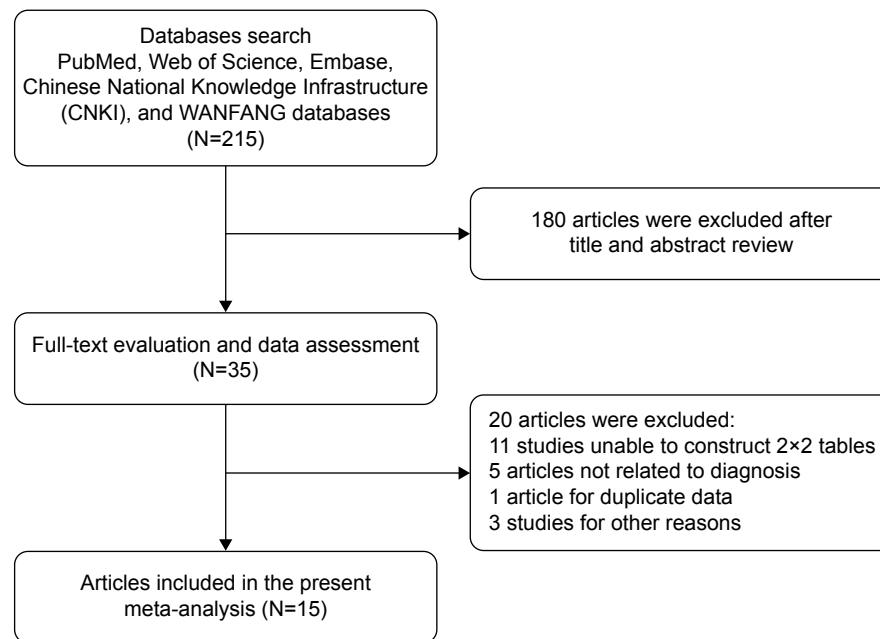 Databases search
PubMed, Web of Science, Embase,
Chinese National Knowledge Infrastructure
(CNKI), and WANFANG databases
(N=215)
180 articles were excluded after
title and abstract review
Full-text evaluation and data assessment
(N=35)
20 articles were excluded:
11 studies unable to construct 2×2 tables
5 articles not related to diagnosis
1 article for duplicate data
3 studies for other reasons
Articles included in the present
meta-analysis (N=15)